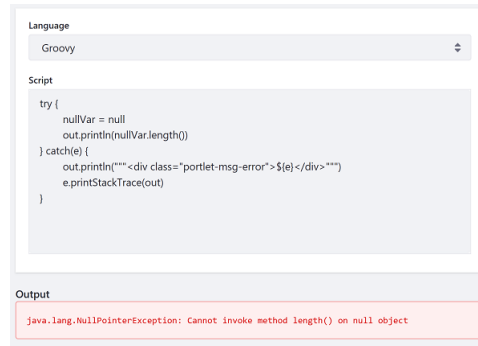 Language
Groovy
Script
try {
nullVar = null
out.println(nullVar.length())
} catch(e) {
out.println("""<div class="portlet-msg-error">${e}</div>""")
e.printStackTrace(out)
}
Output
java.lang.NullPointerException: Cannot invoke method length() on null object